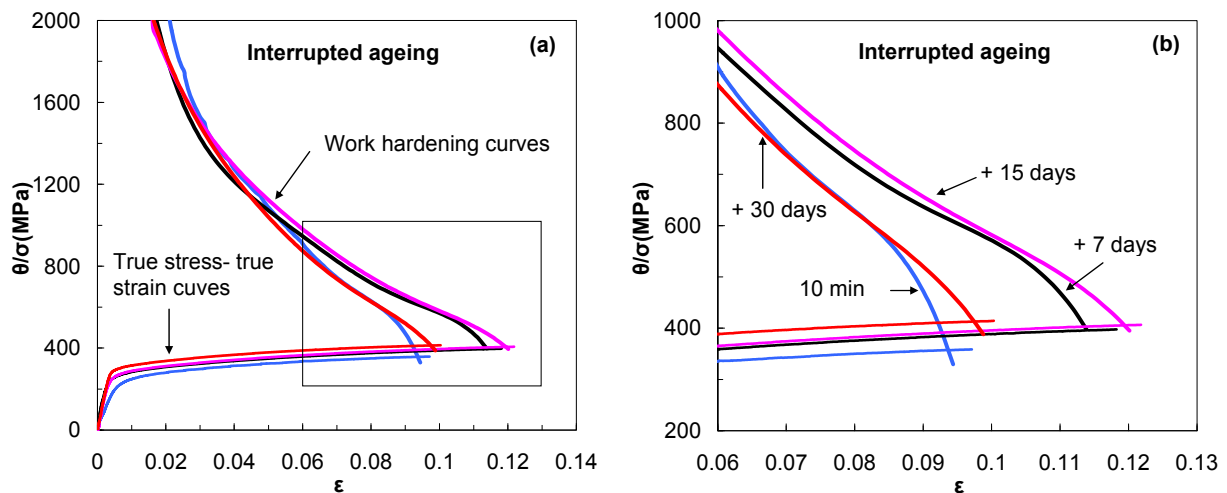 2000
1600
1200
800
400
0
θ/σ(MPa)
Interrupted ageing
(a)
Work hardening curves
True stress- true
strain cuves
0
0.02
0.04
0.06
0.08
0.1
0.12
0.14
ε
1000
800
600
400
200
θ/σ(MPa)
Interrupted ageing
(b)
+ 15 days
+ 30 days
+ 7 days
10 min
0.06
0.07
0.08
0.09
0.1
0.11
0.12
0.13
ε